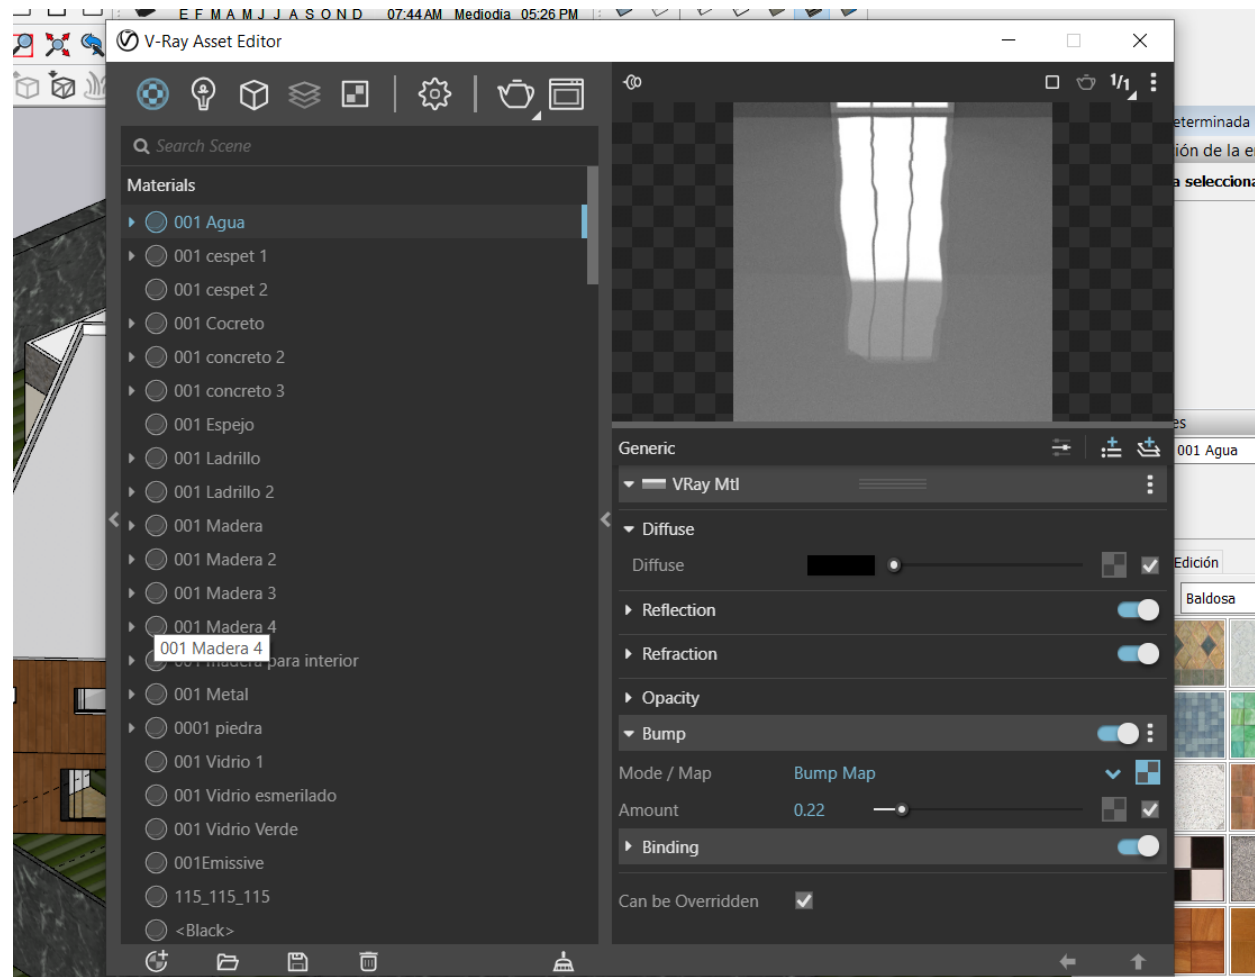 E F M A M J J A S O N D 07:44 AM Mediodía 05:26 PM
V-Ray Asset Editor
1/1
Search Scene
Materials
001 Agua
001 cespet 1
001 cespet 2
001 Cocreto
001 concreto 2
001 concreto 3
001 Espejo
001 Ladrillo
001 Ladrillo 2
001 Madera
001 Madera 2
001 Madera 3
001 Madera 4
001 Madera 4
001 madera para interior
001 Metal
0001 piedra
001 Vidrio 1
001 Vidrio esmerilado
001 Vidrio Verde
001Emissive
115_115_115
<Black>
Generic
VRay Mtl
Diffuse
Diffuse
Reflection
Refraction
Opacity
Bump
Mode / Map Bump Map
Amount 0.22
Binding
Can be Overridden
eterminada
ión de la e
a selecciona
es
001 Agua
Edición
Baldosa